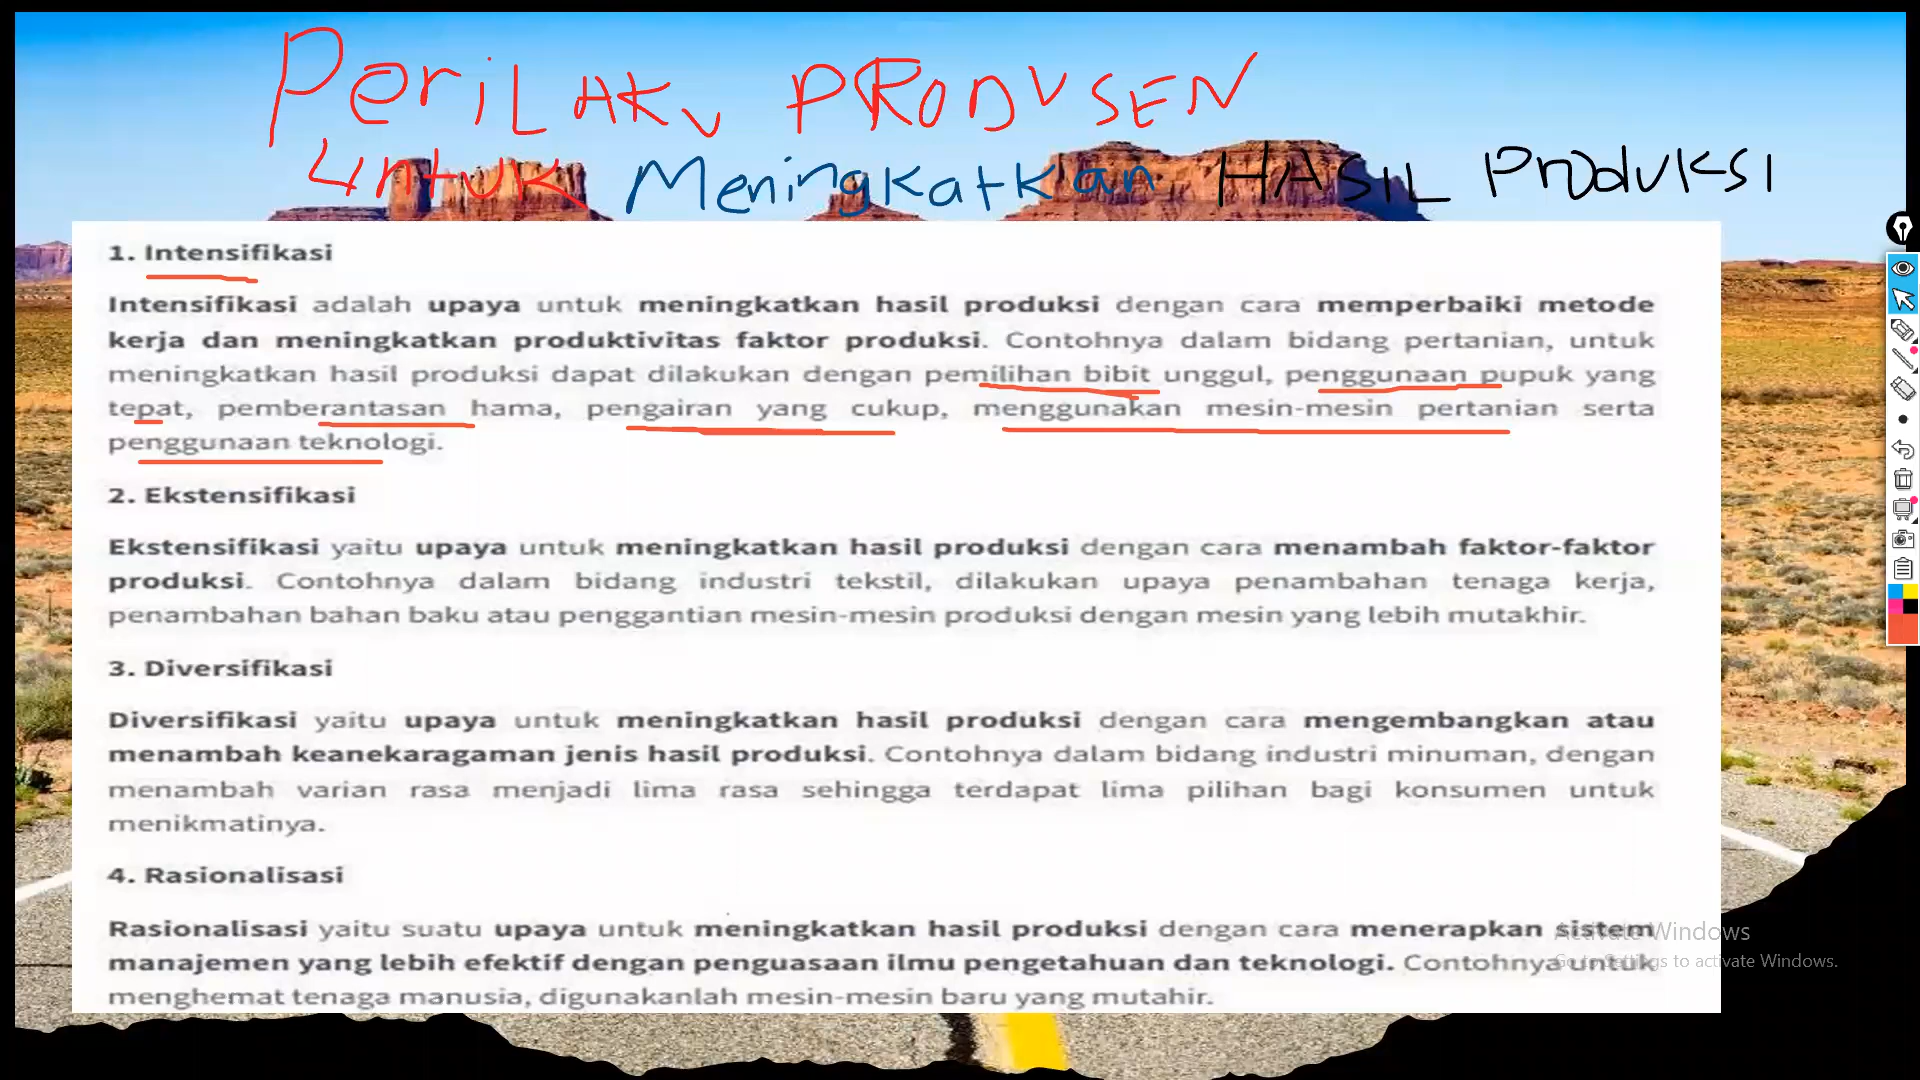 PeriLAKu PRODUSEN
untuk Meningkatkan HASIL PRODUKSI
1. Intensifikasi
Intensifikasi adalah upaya untuk meningkatkan hasil produksi dengan cara memperbaiki metode
kerja dan meningkatkan produktivitas faktor produksi. Contohnya dalam bidang pertanian, untuk
meningkatkan hasil produksi dapat dilakukan dengan pemilihan bibit unggul, penggunaan pupuk yang
tepat, pemberantasan hama, pengairan yang cukup, menggunakan mesin-mesin pertanian serta
penggunaan teknologi.
2. Ekstensifikasi
Ekstensifikasi yaitu upaya untuk meningkatkan hasil produksi dengan cara menambah faktor-faktor
produksi. Contohnya dalam bidang industri tekstil, dilakukan upaya penambahan tenaga kerja,
penambahan bahan baku atau penggantian mesin-mesin produksi dengan mesin yang lebih mutakhir.
3. Diversifikasi
Diversifikasi yaitu upaya untuk meningkatkan hasil produksi dengan cara mengembangkan atau
menambah keanekaragaman jenis hasil produksi. Contohnya dalam bidang industri minuman, dengan
menambah varian rasa menjadi lima rasa sehingga terdapat lima pilihan bagi konsumen untuk
menikmatinya.
4. Rasionalisasi
Rasionalisasi yaitu suatu upaya untuk meningkatkan hasil produksi dengan cara menerapkan sistem
manajemen yang lebih efektif dengan penguasaan ilmu pengetahuan dan teknologi. Contohnya untuk
menghemat tenaga manusia, digunakanlah mesin-mesin baru yang mutahir.
Activate Windows
Go to Settings to activate Windows.